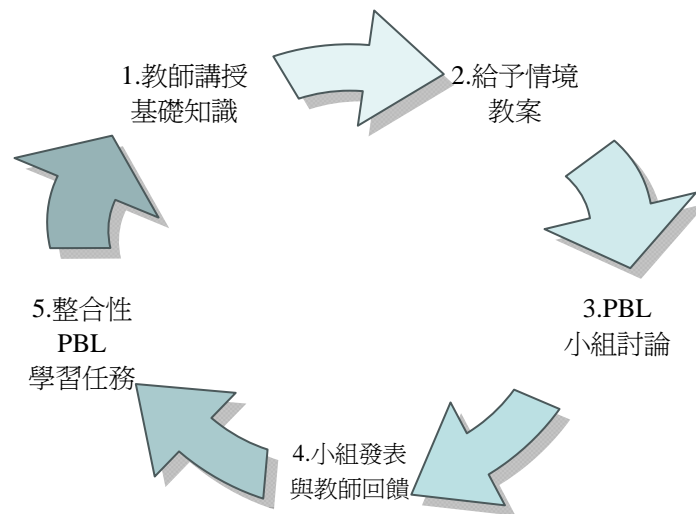 1.教師講授
基礎知識
2.給予情境
教案
3.PBL
小組討論
4.小組發表
與教師回饋
5.整合性
PBL
學習任務